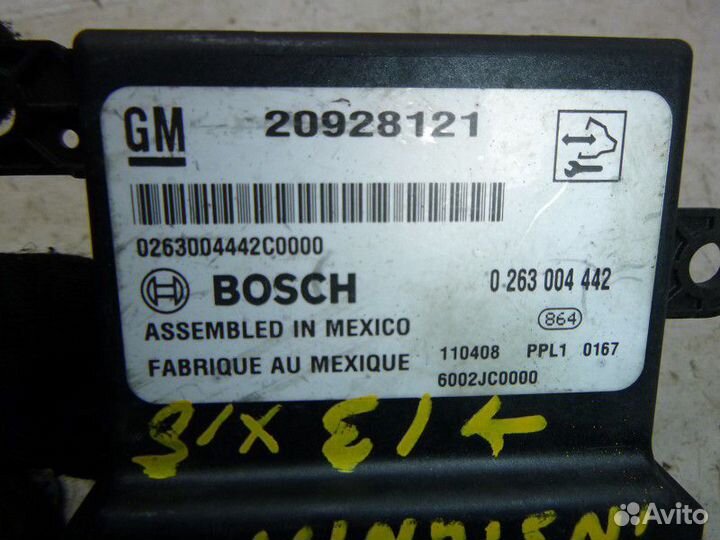 GM 20928121
0263004442C0000
BOSCH 0 263 004 442
864
ASSEMBLED IN MEXICO
FABRIQUE AU MEXIQUE
110408 PPL1 0167
6002JC0000
Avito